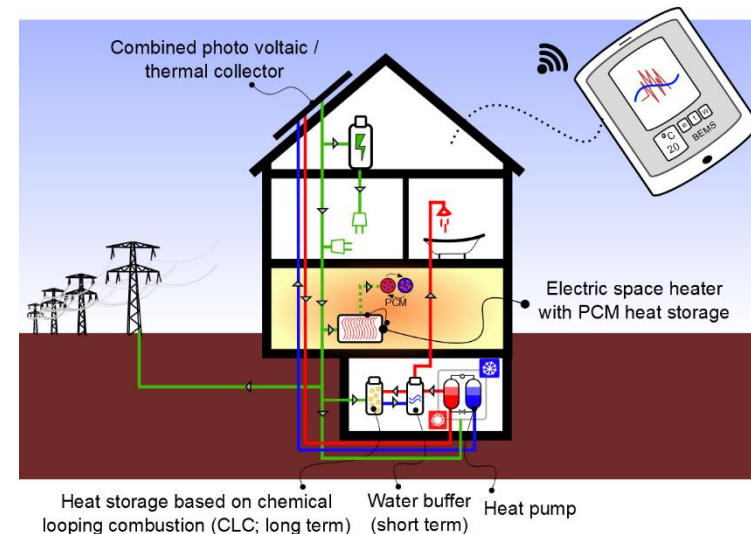 Combined photo voltaic /
thermal collector
°C
20
e t w
BEMS
PCM
Electric space heater
with PCM heat storage
Heat storage based on chemical
looping combustion (CLC; long term)
Water buffer
(short term)
Heat pump